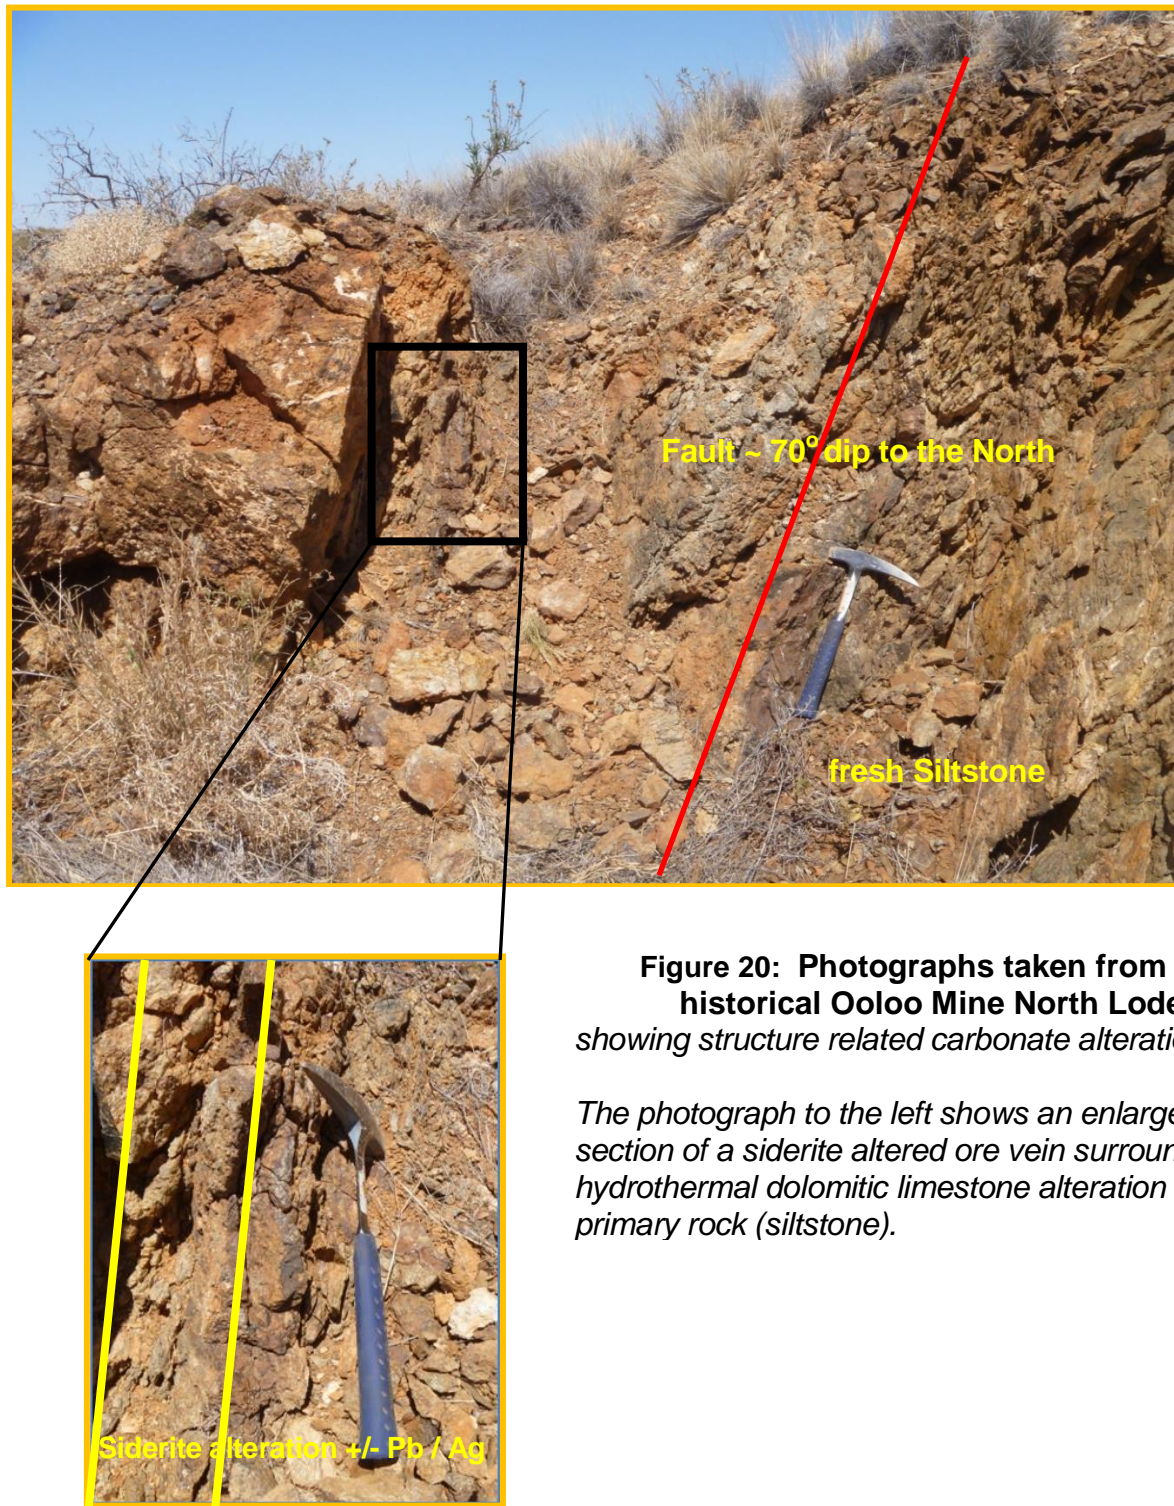 Fault ~ 70° dip to the North
fresh Siltstone
Siderite alteration +/- Pb / Ag
Figure 20: Photographs taken from
historical Ooloo Mine North Lode
showing structure related carbonate alterati
The photograph to the left shows an enlarge
section of a siderite altered ore vein surroun
hydrothermal dolomitic limestone alteration
primary rock (siltstone).